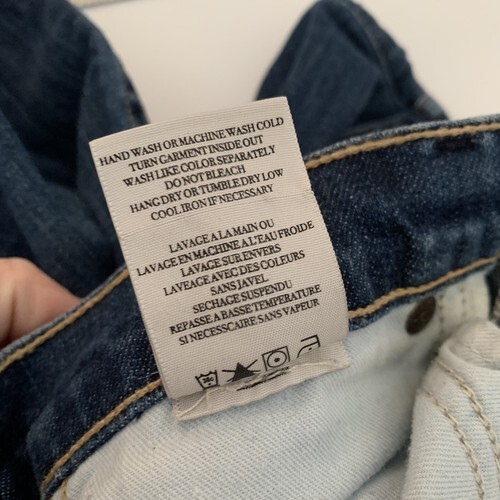 HAND WASH OR MACHINE WASH COLD
TURN GARMENT INSIDE OUT
WASH LIKE COLOR SEPARATELY
DO NOT BLEACH
HANG DRY OR TUMBLE DRY LOW
COOL IRON IF NECESSARY
LAVAGE A LA MAIN OU
LAVAGE EN MACHINE A L'EAU FROIDE
LAVAGE SUR ENVERS
LAVEAGE AVEC DES COLEURS
SANS JAVEL
SECHAGE SUSPENDU
REPASSE A BASSE TEMPERATURE
SI NECESSCAIRE SANS VAPEUR